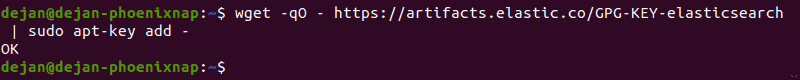 dejan@dejan-phoenixnap:~$ wget -qO - https://artifacts.elastic.co/GPG-KEY-elasticsearch
 | sudo apt-key add -
OK
dejan@dejan-phoenixnap:~$